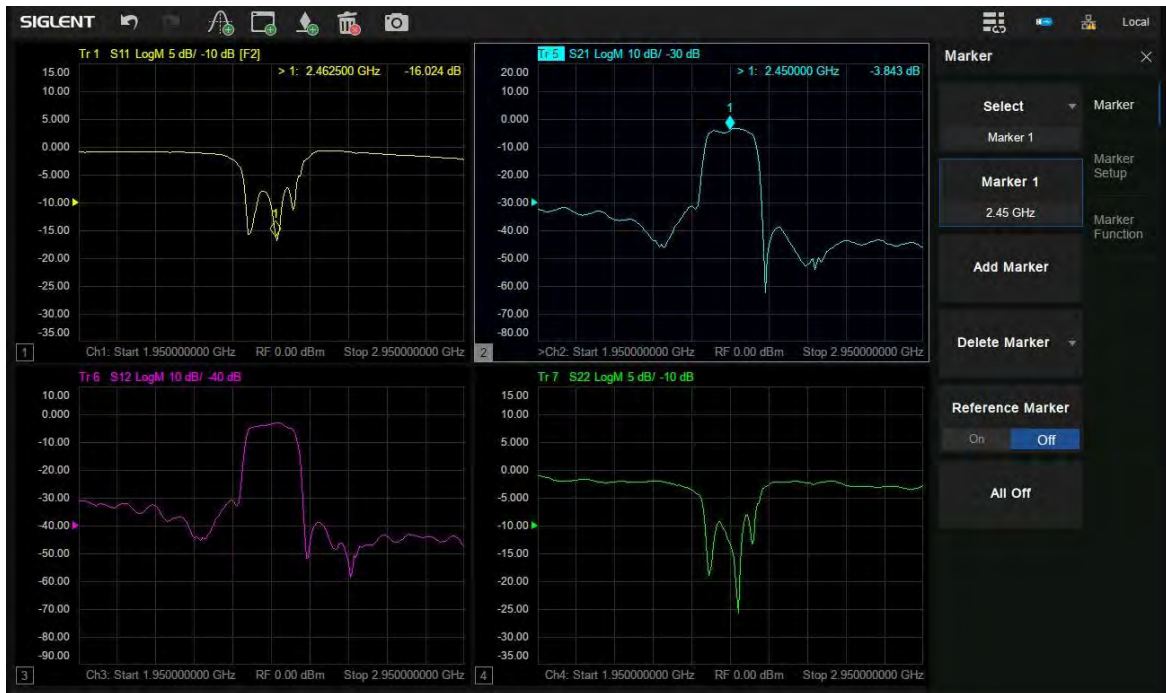 SIGLENT
Local
Tr 1 S11 LogM 5 dB/ -10 dB [F2]
> 1: 2.462500 GHz -16.024 dB
15.00
10.00
5.000
0.000
-5.000
-10.00
-15.00
-20.00
-25.00
-30.00
-35.00
1
1
Ch1: Start 1.950000000 GHz RF 0.00 dBm Stop 2.950000000 GHz
Tr 5 S21 LogM 10 dB/ -30 dB
> 1: 2.450000 GHz -3.843 dB
20.00
10.00
0.000
-10.00
-20.00
-30.00
-40.00
-50.00
-60.00
-70.00
-80.00
1
2
>Ch2: Start 1.950000000 GHz RF 0.00 dBm Stop 2.950000000 GHz
Tr 6 S12 LogM 10 dB/ -40 dB
10.00
0.000
-10.00
-20.00
-30.00
-40.00
-50.00
-60.00
-70.00
-80.00
-90.00
3
Ch3: Start 1.950000000 GHz RF 0.00 dBm Stop 2.950000000 GHz
Tr 7 S22 LogM 5 dB/ -10 dB
15.00
10.00
5.000
0.000
-5.000
-10.00
-15.00
-20.00
-25.00
-30.00
-35.00
4
Ch4: Start 1.950000000 GHz RF 0.00 dBm Stop 2.950000000 GHz
Marker
Select
Marker 1
Marker 1
2.45 GHz
Add Marker
Delete Marker
Reference Marker
On Off
All Off
Marker
Marker
Setup
Marker
Function